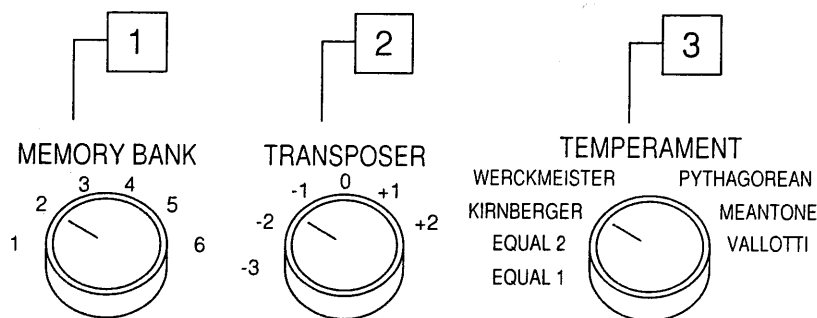 1
2
3
MEMORY BANK
1
2
3
4
5
6
TRANSPOSER
-3
-2
-1
0
+1
+2
TEMPERAMENT
WERCKMEISTER PYTHAGOREAN
KIRNBERGER MEANTONE
EQUAL 2 VALLOTTI
EQUAL 1